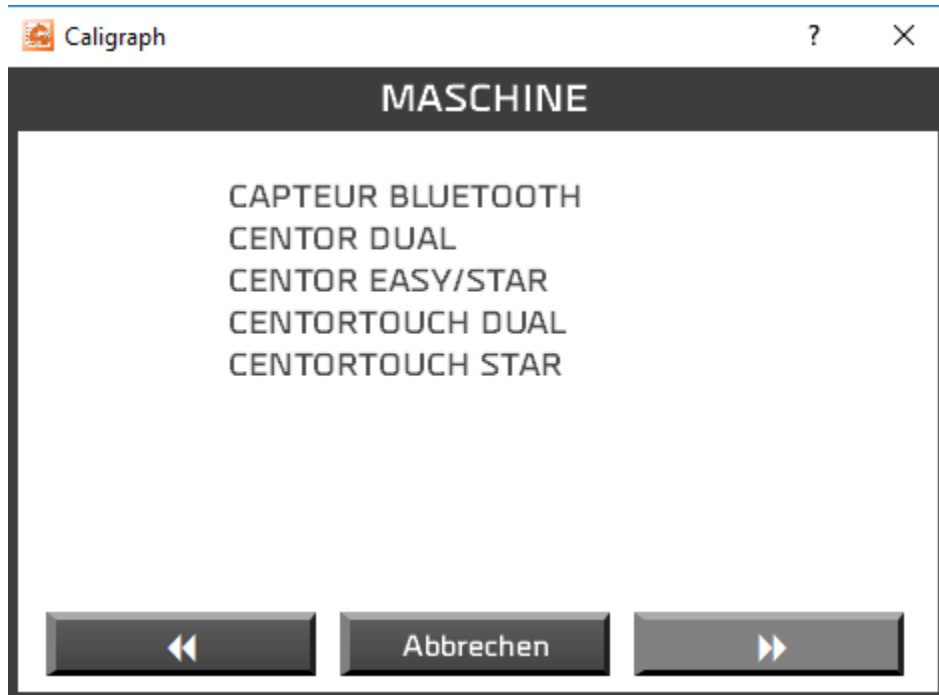 Caligraph ?
MASCHINE
CAPTEUR BLUETOOTH
CENTOR DUAL
CENTOR EASY/STAR
CENTORTOUCH DUAL
CENTORTOUCH STAR
Abbrechen